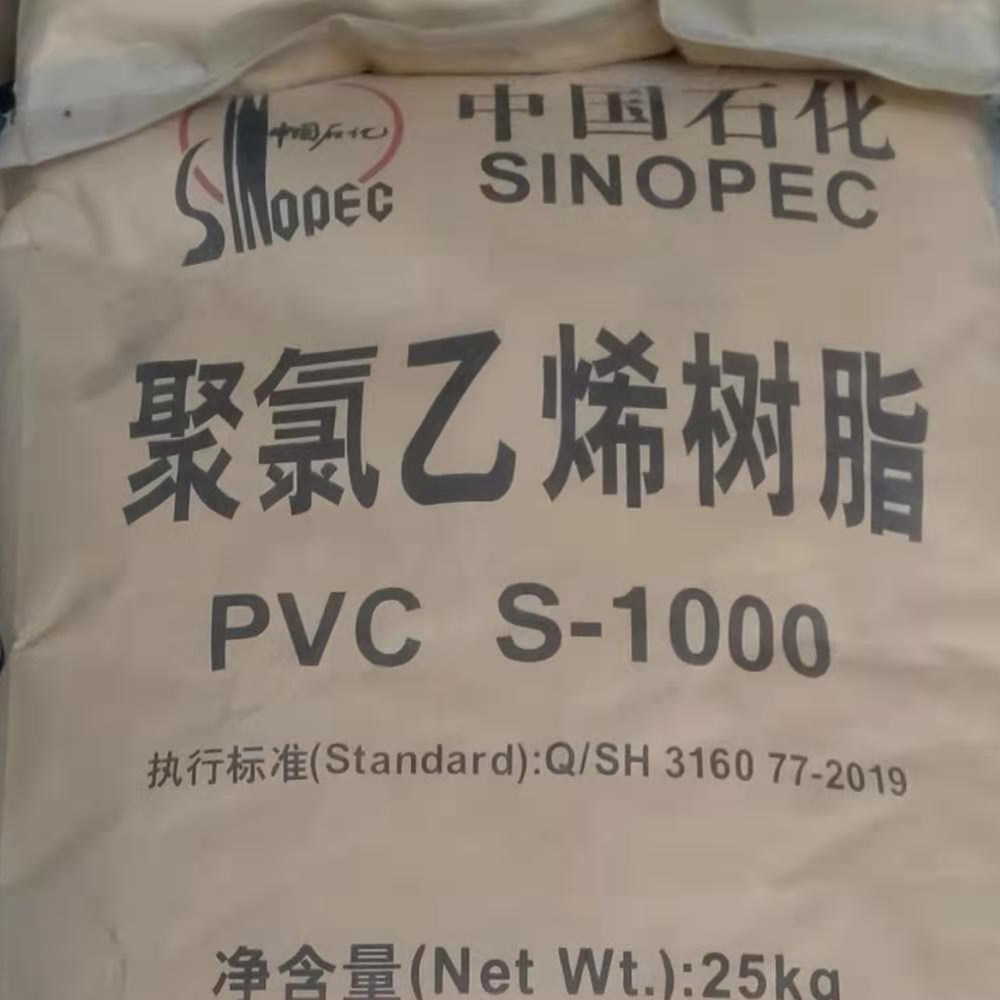 中国石化
SINOPEC
中国石化
SINOPEC
聚氯乙烯树脂
PVC S-1000
执行标准(Standard):Q/SH 3160 77-2019
净含量(Net Wt.):25kg